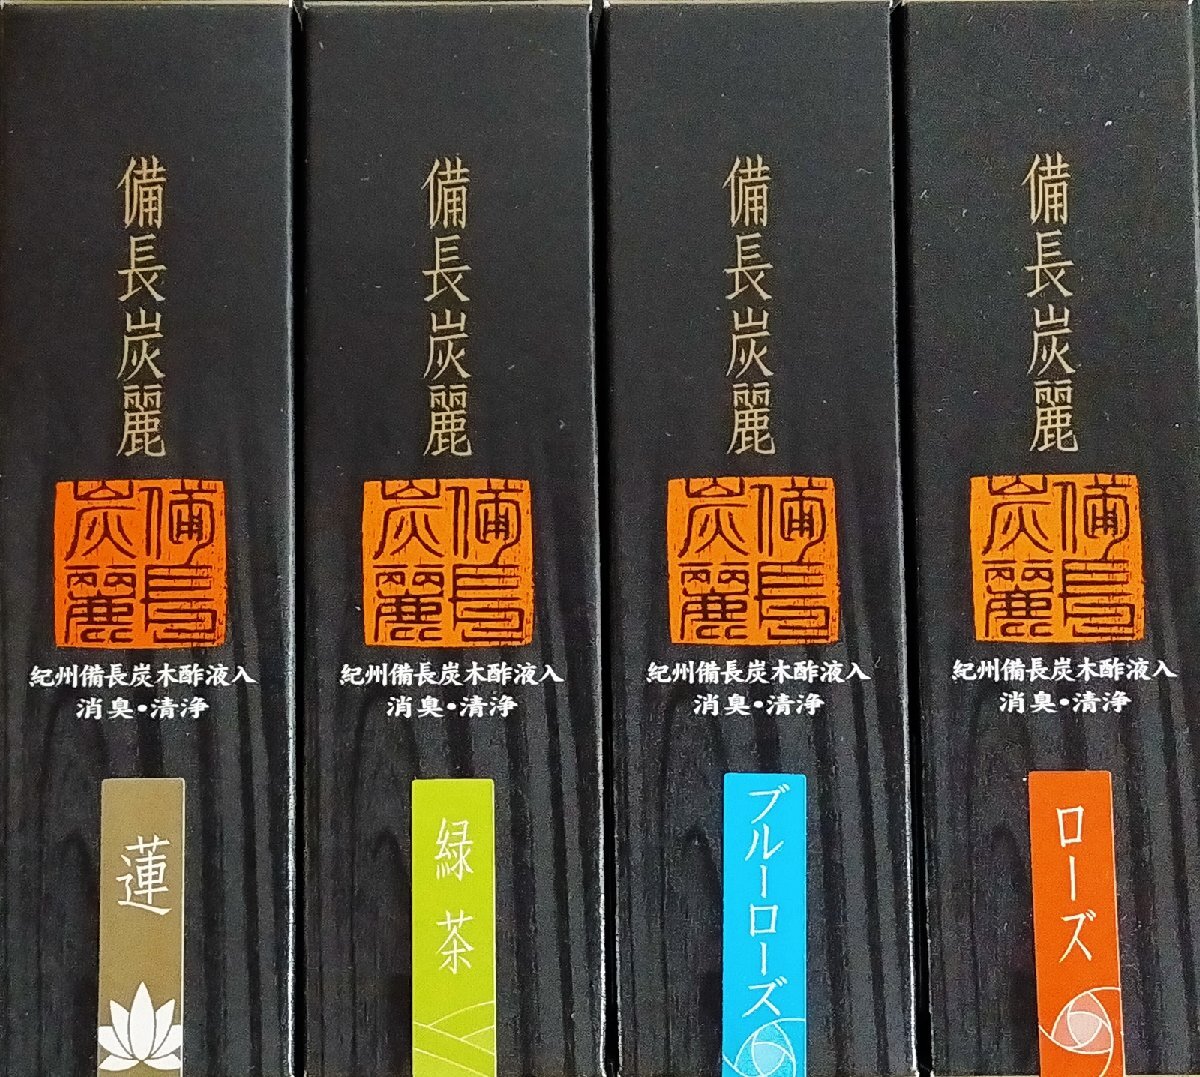 備長炭麗
備長
炭麗
紀州備長炭木酢液入
消臭・清浄
蓮
備長炭麗
備長
炭麗
紀州備長炭木酢液入
消臭・清浄
緑茶
備長炭麗
備長
炭麗
紀州備長炭木酢液入
消臭・清浄
ブルーローズ
備長炭麗
備長
炭麗
紀州備長炭木酢液入
消臭・清浄
ローズ